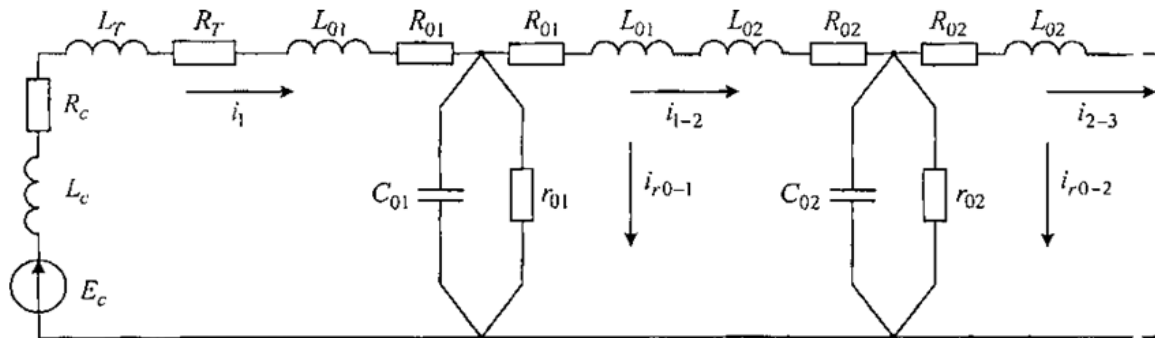 L_T R_T L_01 R_01 R_01 L_01 L_02 R_02 R_02 L_02
R_c i_1 i_1-2 i_2-3
L_c C_01 r_01 i_r0-1 C_02 r_02 i_r0-2
E_c